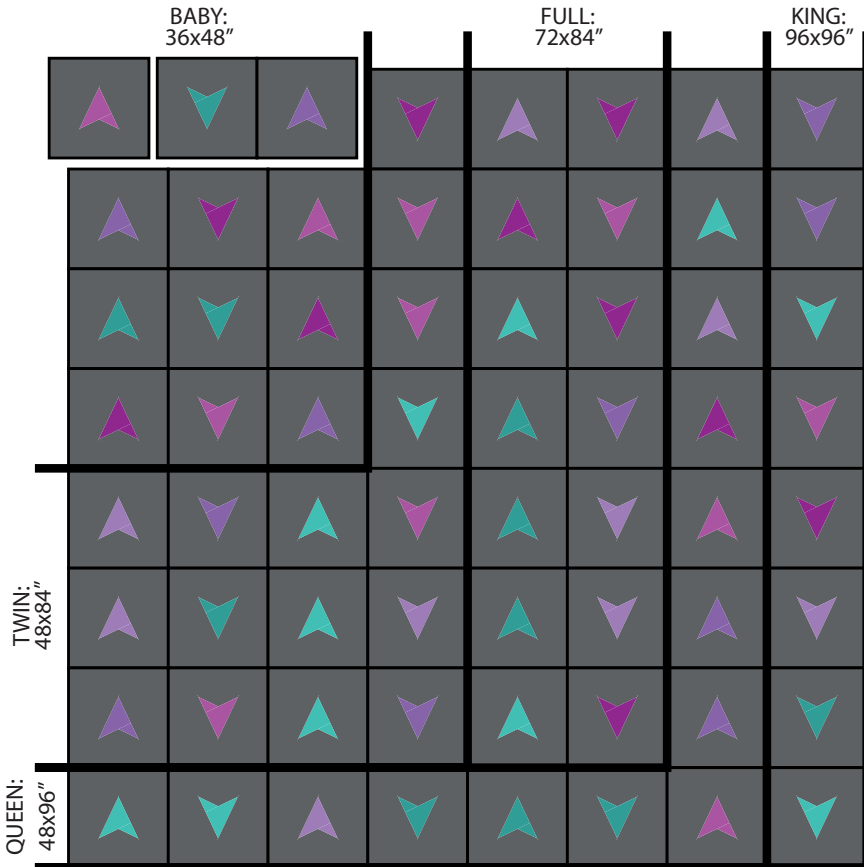 BABY:
36x48”
FULL:
72x84”
KING:
96x96”
TWIN:
48x84”
QUEEN:
48x96”